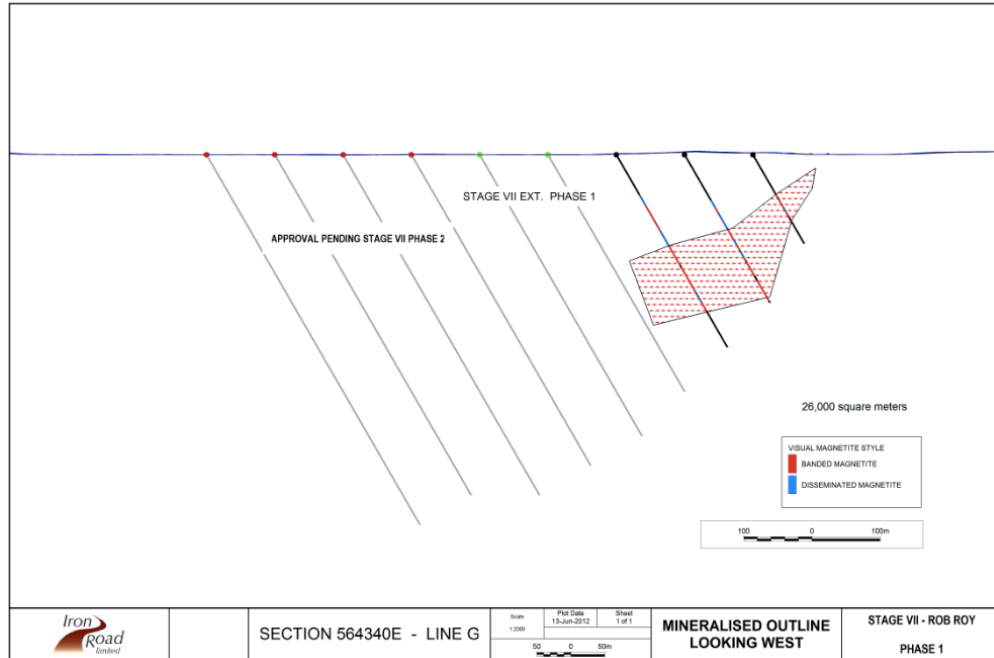 STAGE VII EXT.  PHASE 1
APPROVAL PENDING STAGE VII PHASE 2
26,000 square meters
VISUAL MAGNETITE STYLE
BANDED MAGNETITE
DISSEMINATED MAGNETITE
100 0 100m
Iron
Road
limited
SECTION 564340E - LINE G
Scale
1:2000
Plot Date
13-Jun-2012
Sheet
1 of 1
50 0 50m
MINERALISED OUTLINE
LOOKING WEST
STAGE VII - ROB ROY
PHASE 1